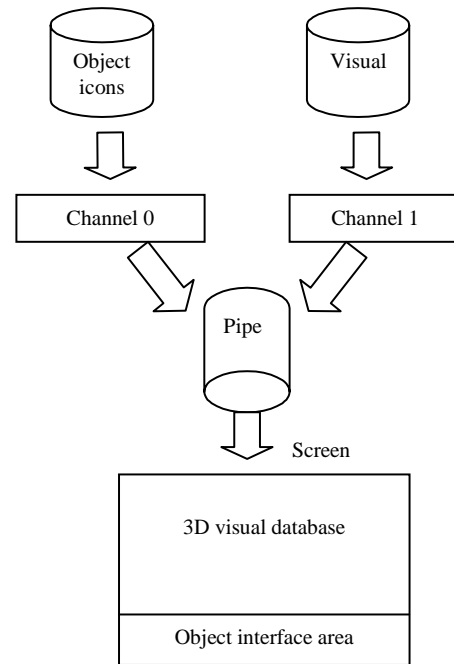 Object
icons
Visual
Channel 0
Channel 1
Pipe
Screen
3D visual database
Object interface area